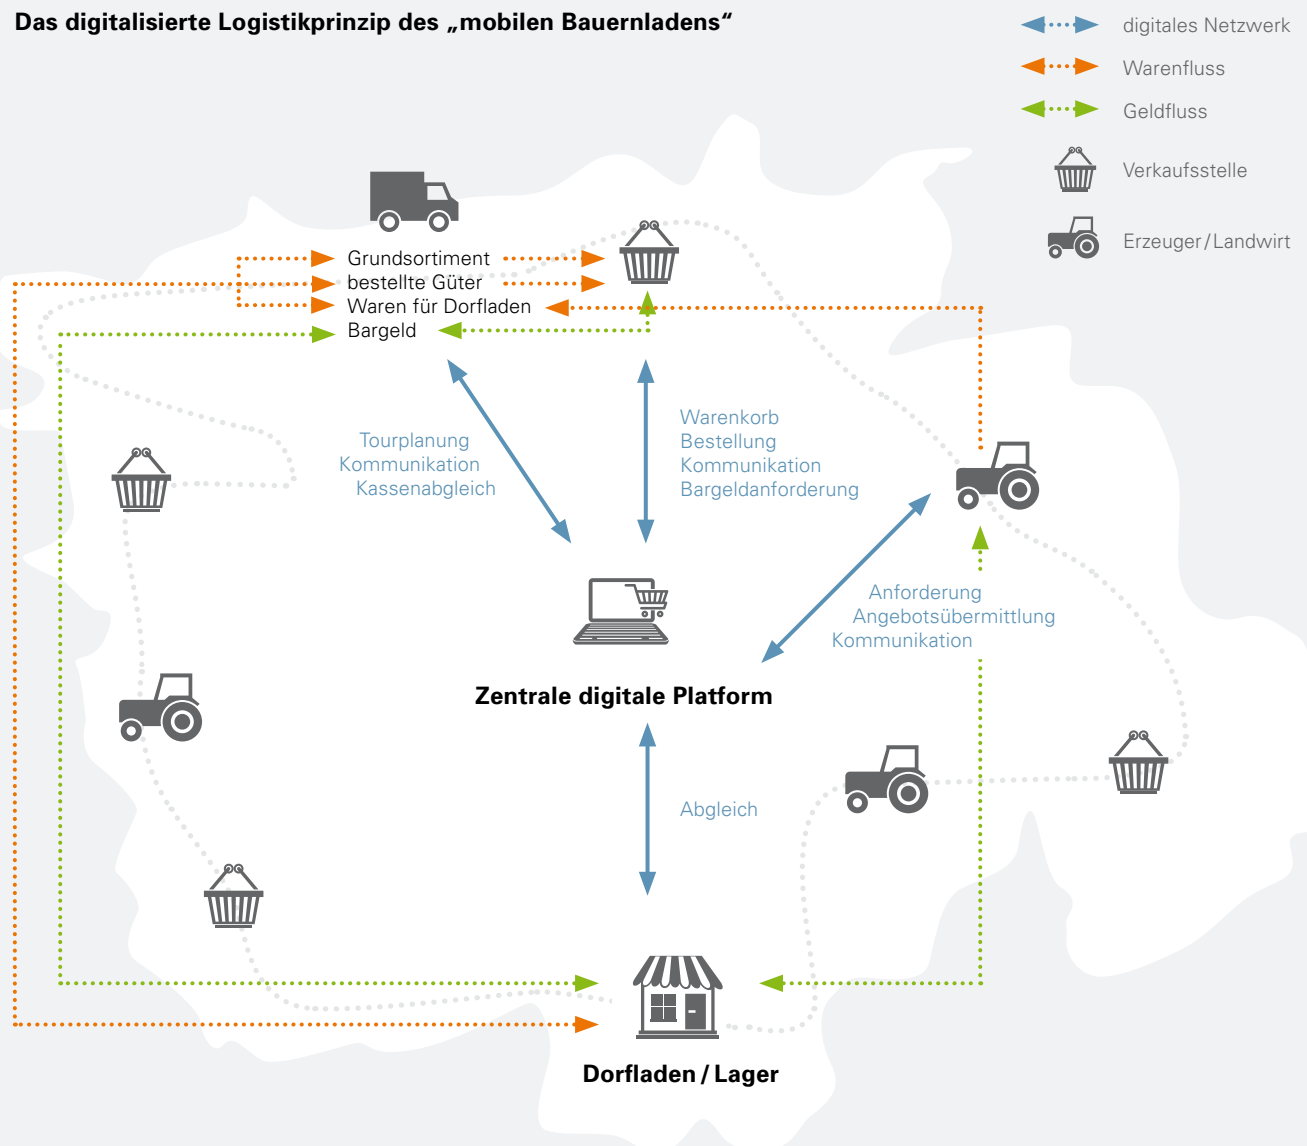 Das digitalisierte Logistikprinzip des „mobilen Bauernladens“
digitales Netzwerk
Warenfluss
Geldfluss
Verkaufsstelle
Erzeuger/Landwirt
Grundsortiment
bestellte Güter
Waren für Dorfladen
Bargeld
Tourplanung
Kommunikation
Kassenabgleich
Warenkorb
Bestellung
Kommunikation
Bargeldanforderung
Anforderung
Angebotsübermittlung
Kommunikation
Zentrale digitale Platform
Abgleich
Dorfladen / Lager